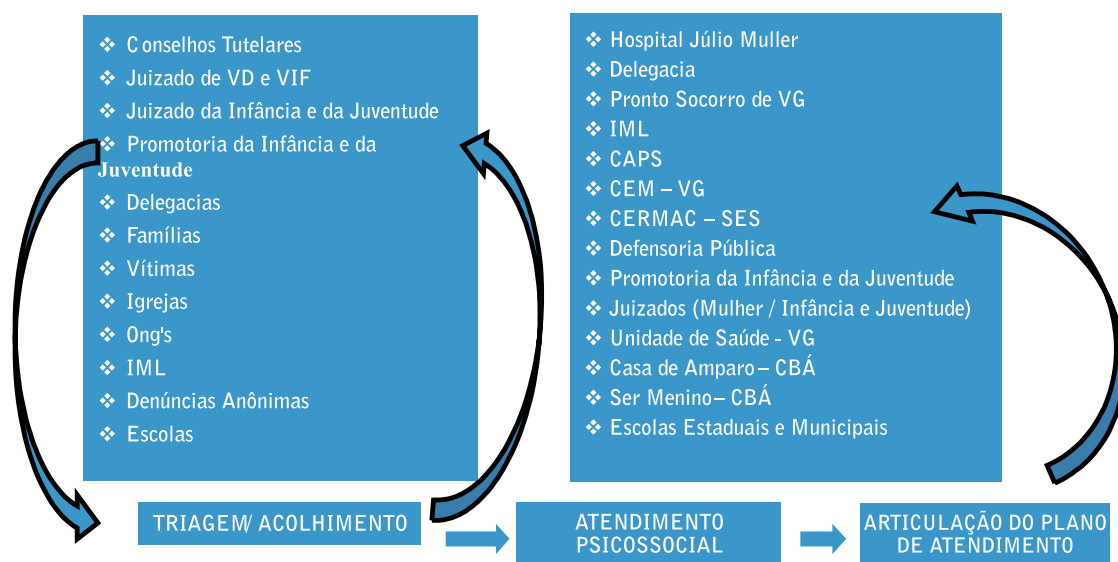 ❖ Conselhos Tutelares
❖ Juizado de VD e VIF
❖ Juizado da Infância e da Juventude
❖ Promotoria da Infância e da
Juventude
❖ Delegacias
❖ Famílias
❖ Vítimas
❖ Igrejas
❖ Ong's
❖ IML
❖ Denúncias Anônimas
❖ Escolas
❖ Hospital Júlio Muller
❖ Delegacia
❖ Pronto Socorro de VG
❖ IML
❖ CAPS
❖ CEM – VG
❖ CERMAC – SES
❖ Defensoria Pública
❖ Promotoria da Infância e da Juventude
❖ Juizados (Mulher / Infância e Juventude)
❖ Unidade de Saúde - VG
❖ Casa de Amparo – CBÁ
❖ Ser Menino – CBÁ
❖ Escolas Estaduais e Municipais
TRIAGEM/ ACOLHIMENTO
ATENDIMENTO
PSICOSSOCIAL
ARTICULAÇÃO DO PLANO
DE ATENDIMENTO